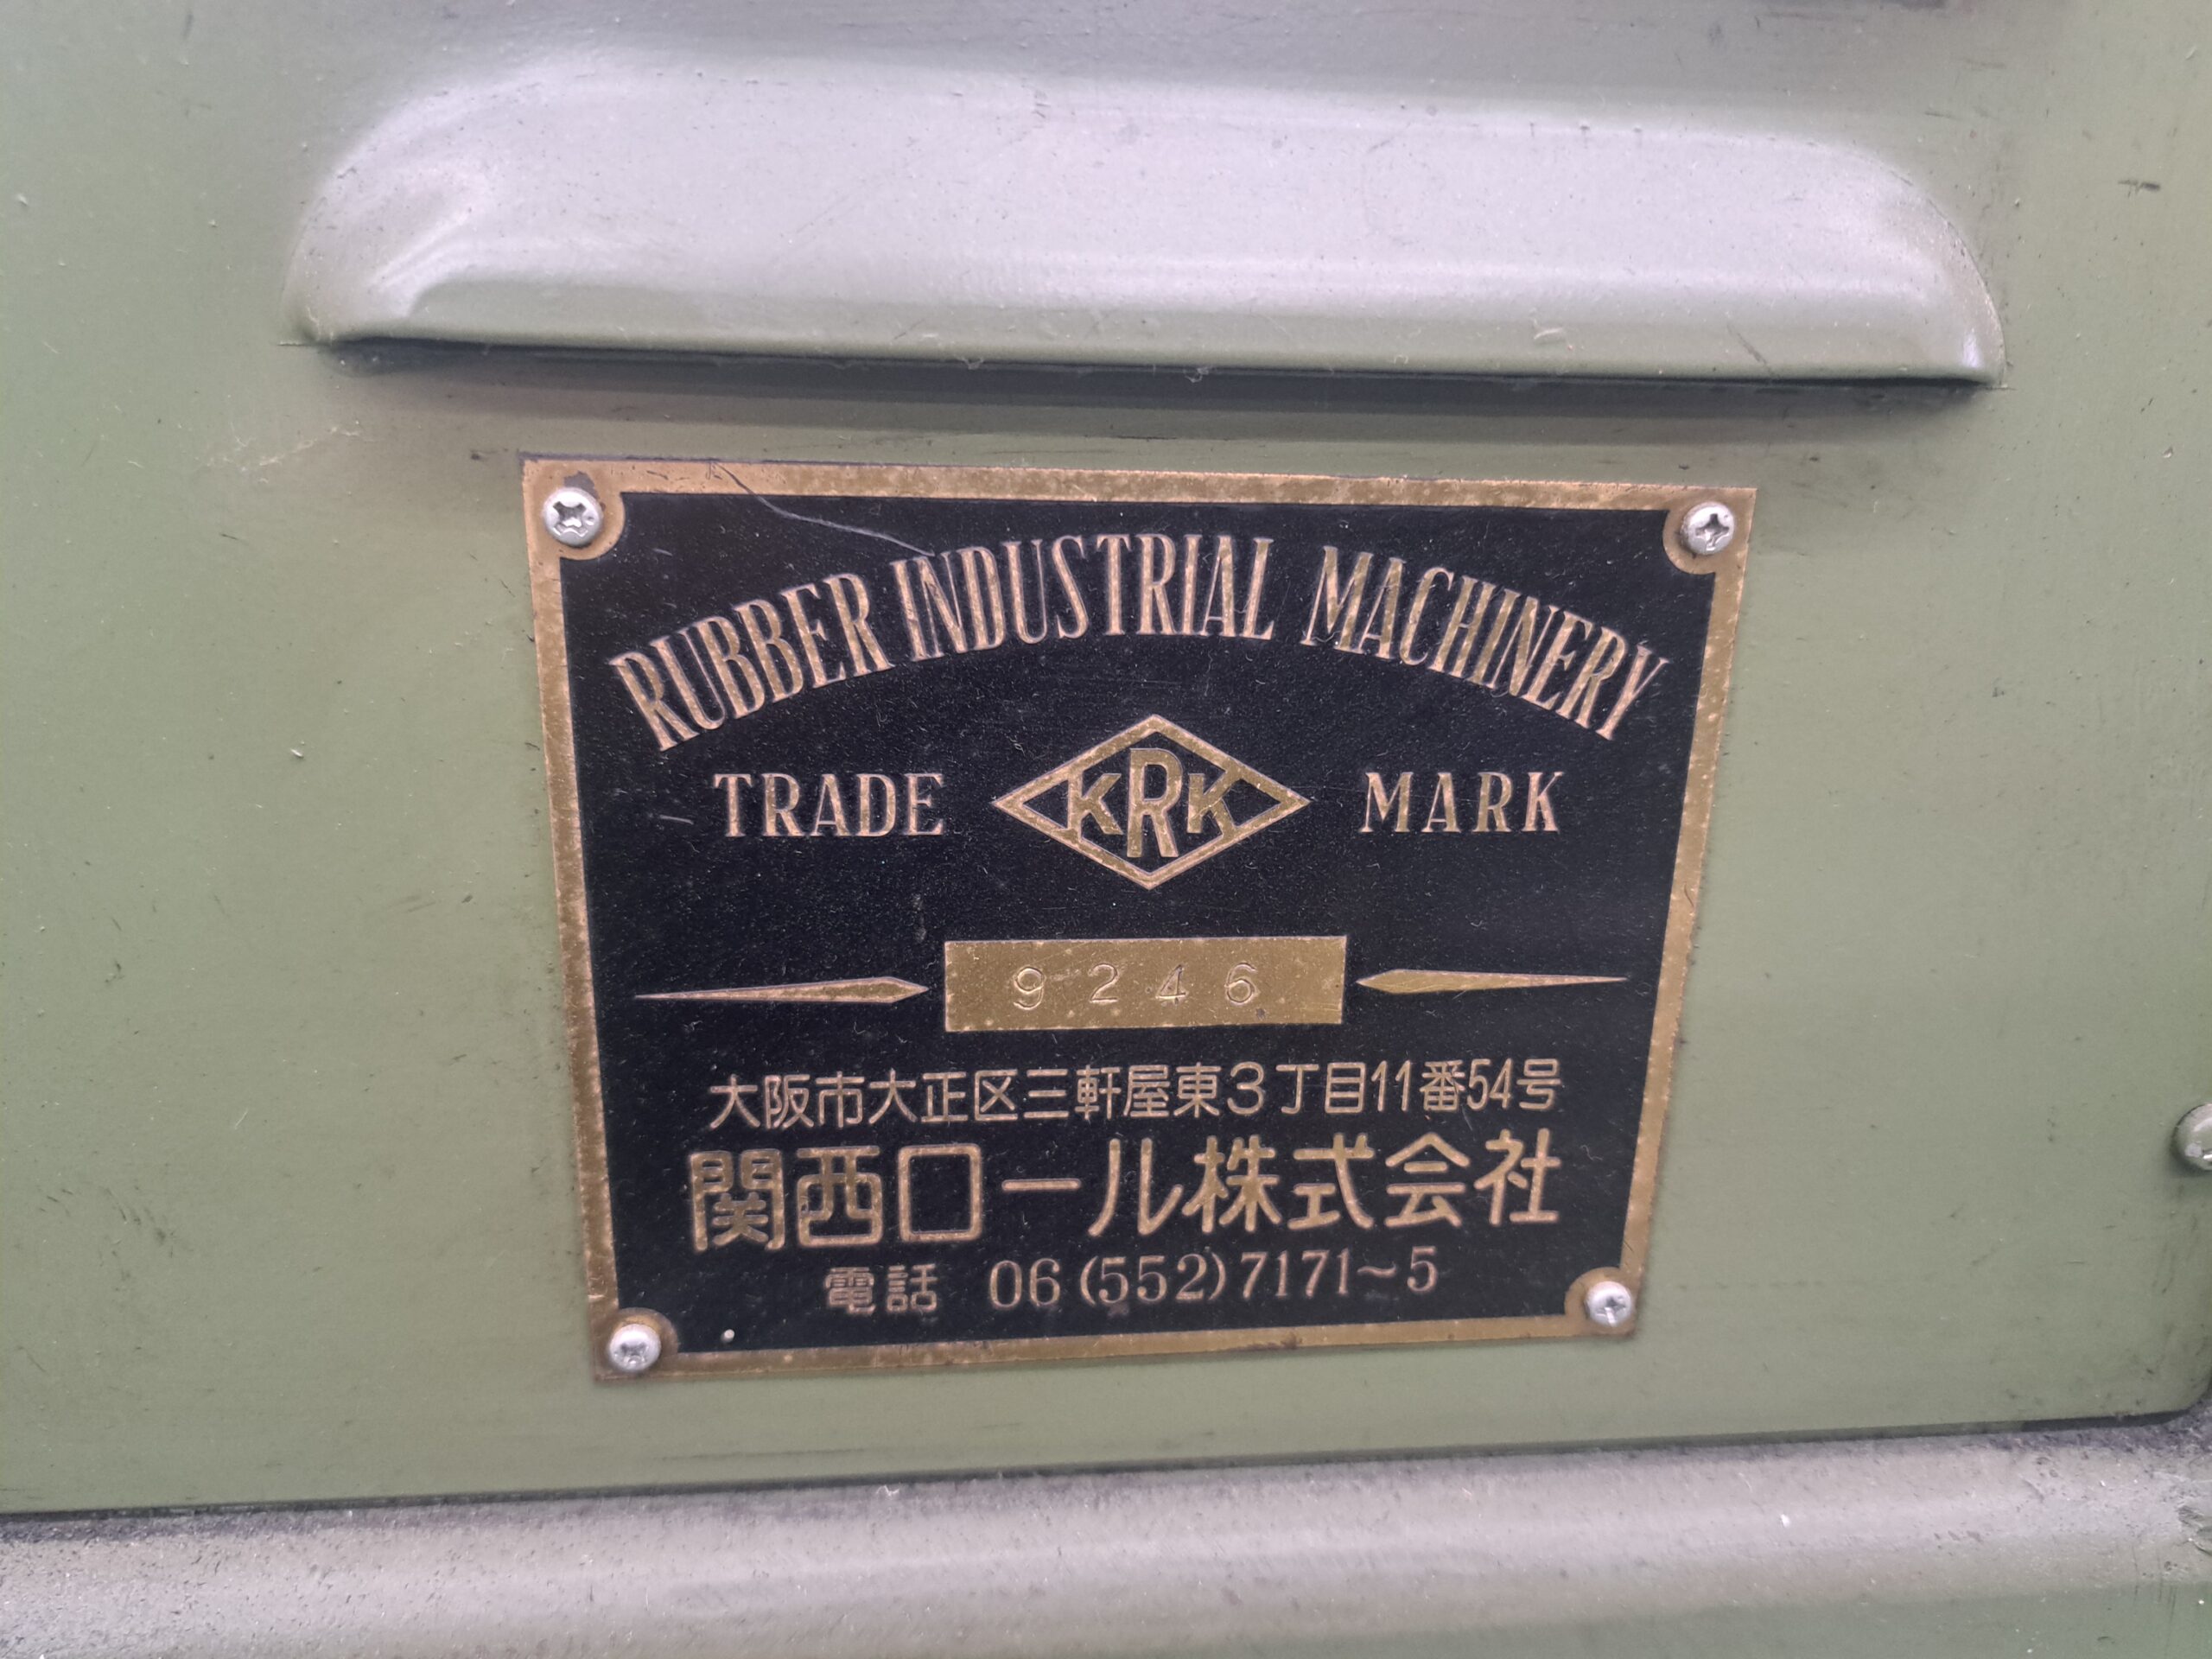 RUBBER INDUSTRIAL MACHINERY
TRADE KRK MARK
9246
大阪市大正区三軒屋東3丁目11番54号
関西ロール株式会社
電話 06(552)7171~5